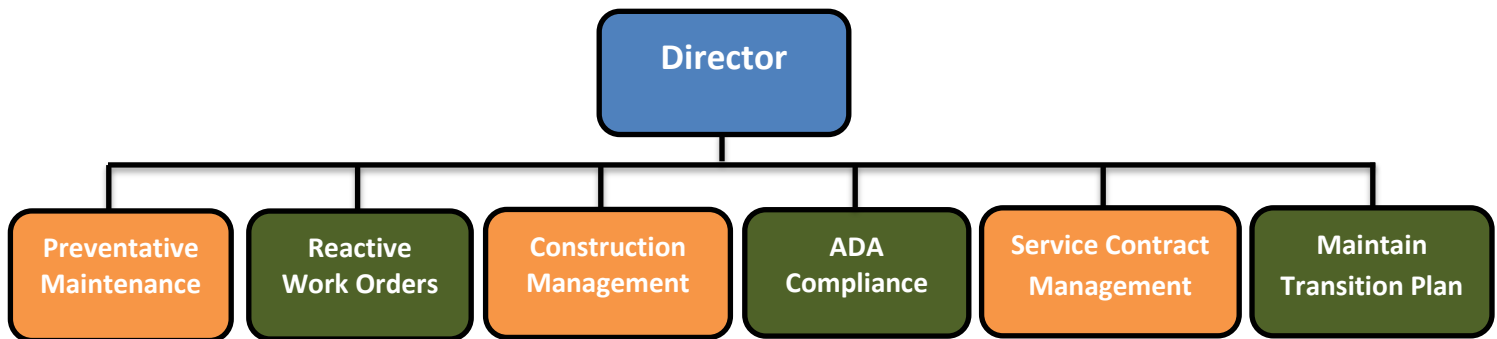 Director
Preventative
Maintenance
Reactive
Work Orders
Construction
Management
ADA
Compliance
Service Contract
Management
Maintain
Transition Plan